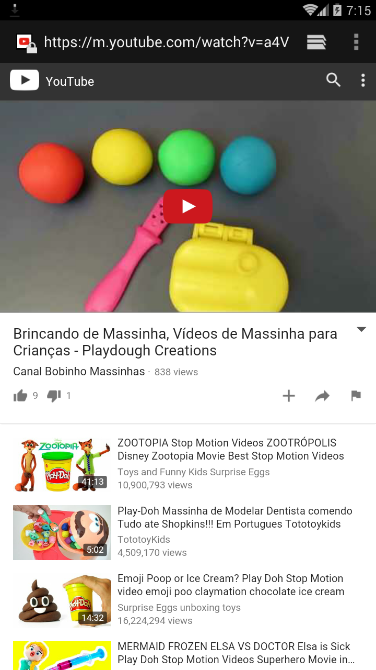 7:15
https://m.youtube.com/watch?v=a4V
YouTube
Brincando de Massinha, Vídeos de Massinha para
Crianças - Playdough Creations
Canal Bobinho Massinhas · 838 views
9
1
ZOOTOPIA
41:13
ZOOTOPIA Stop Motion Videos ZOOTRÓPOLIS
Disney Zootopia Movie Best Stop Motion Videos
Toys and Funny Kids Surprise Eggs
10,900,793 views
5:02
Play-Doh Massinha de Modelar Dentista comendo
Tudo ate Shopkins!!! Em Portugues Tototoykids
TototoyKids
4,509,170 views
14:32
Emoji Poop or Ice Cream? Play Doh Stop Motion
video emoji poo claymation chocolate ice cream
Surprise Eggs unboxing toys
16,224,294 views
MERMAID FROZEN ELSA VS DOCTOR Elsa is Sick
Play Doh Stop Motion Videos Superhero Movie in...